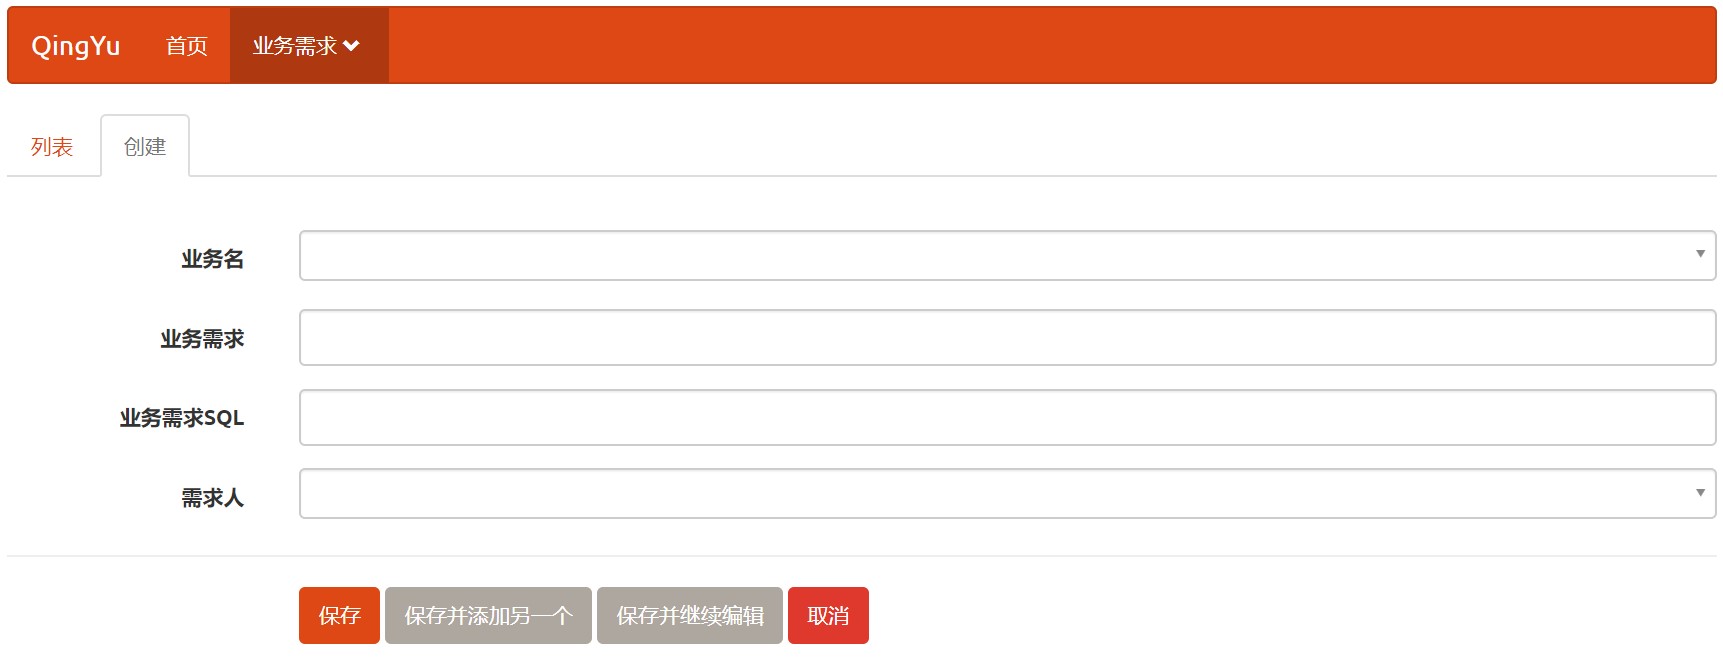 QingYu 首页 业务需求
列表 创建
业务名
业务需求
业务需求SQL
需求人
保存 保存并添加另一个 保存并继续编辑 取消